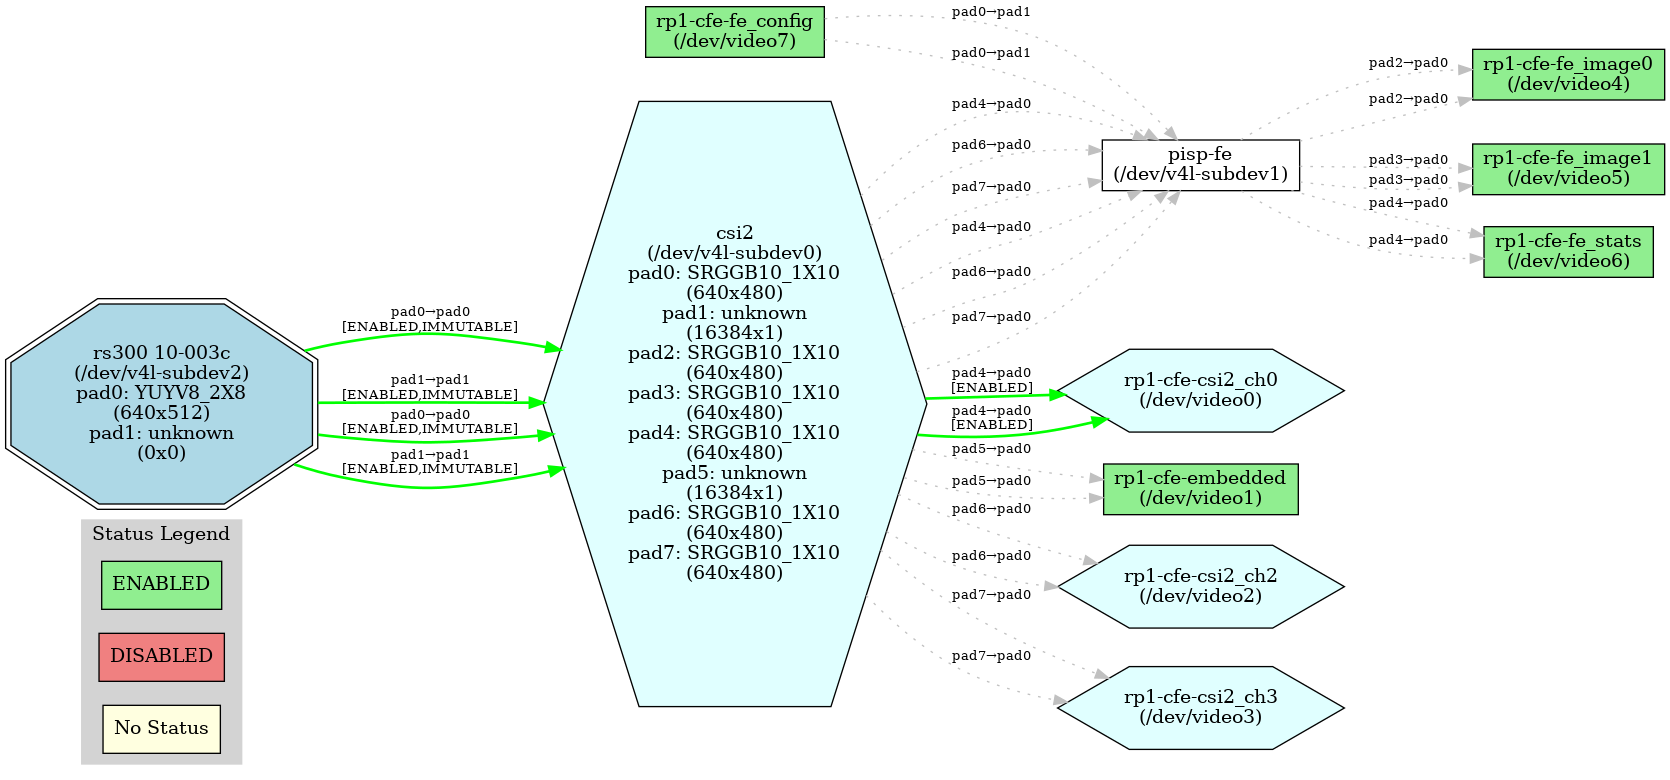 rp1-cfe-fe_config
(/dev/video7)
pad0→pad1
pad0→pad1
pad4→pad0
pad6→pad0
pad7→pad0
pad4→pad0
pad6→pad0
pad7→pad0
pisp-fe
(/dev/v4l-subdev1)
pad2→pad0
pad2→pad0
pad3→pad0
pad3→pad0
pad4→pad0
pad4→pad0
rp1-cfe-fe_image0
(/dev/video4)
rp1-cfe-fe_image1
(/dev/video5)
rp1-cfe-fe_stats
(/dev/video6)
rs300 10-003c
(/dev/v4l-subdev2)
pad0: YUYV8_2X8
(640x512)
pad1: unknown
(0x0)
pad0→pad0
[ENABLED,IMMUTABLE]
pad1→pad1
[ENABLED,IMMUTABLE]
pad0→pad0
[ENABLED,IMMUTABLE]
pad1→pad1
[ENABLED,IMMUTABLE]
csi2
(/dev/v4l-subdev0)
pad0: SRGGB10_1X10
(640x480)
pad1: unknown
(16384x1)
pad2: SRGGB10_1X10
(640x480)
pad3: SRGGB10_1X10
(640x480)
pad4: SRGGB10_1X10
(640x480)
pad5: unknown
(16384x1)
pad6: SRGGB10_1X10
(640x480)
pad7: SRGGB10_1X10
(640x480)
pad4→pad0
[ENABLED]
pad4→pad0
[ENABLED]
pad5→pad0
pad5→pad0
pad6→pad0
pad6→pad0
pad7→pad0
pad7→pad0
rp1-cfe-csi2_ch0
(/dev/video0)
rp1-cfe-embedded
(/dev/video1)
rp1-cfe-csi2_ch2
(/dev/video2)
rp1-cfe-csi2_ch3
(/dev/video3)
Status Legend
ENABLED
DISABLED
No Status